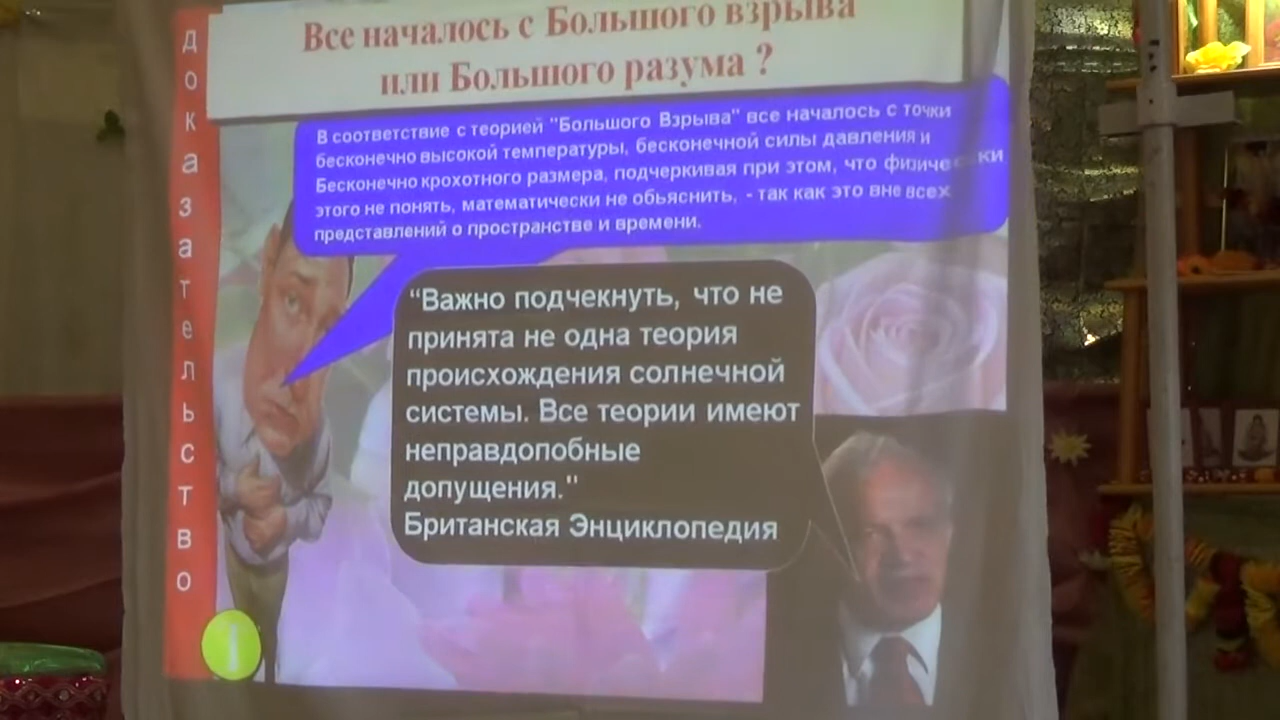 Все началось с Большого взрыва
или Большого разума ?
доказательство
В соответствие с теорией "Большого Взрыва" все началось с точки
бесконечно высокой температуры, бесконечной силы давления и
Бесконечно крохотного размера, подчеркивая при этом, что физически
этого не понять, математически не обьяснить, - так как это вне всех
представлений о пространстве и времени.
“Важно подчекнуть, что не
принята не одна теория
происхождения солнечной
системы. Все теории имеют
неправдопобные
допущения."
Британская Энциклопедия
1